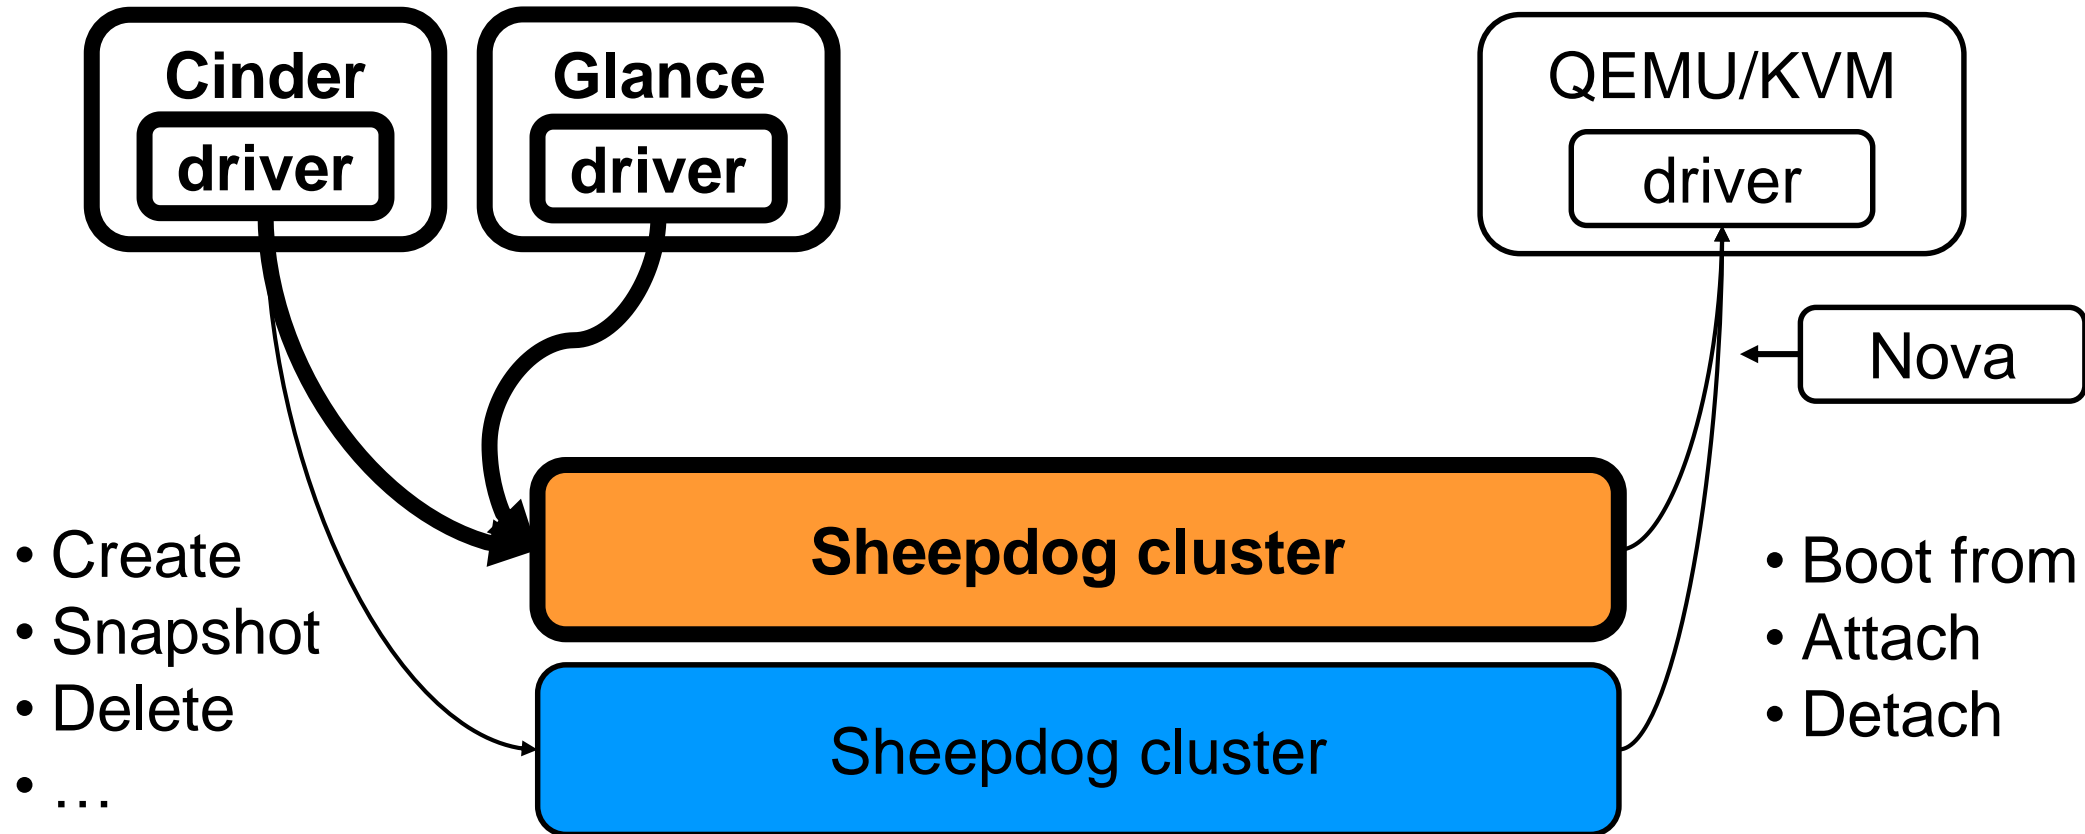 Cinder
driver
Glance
driver
QEMU/KVM
driver
Nova
Sheepdog cluster
Sheepdog cluster
• Create
• Snapshot
• Delete
• …
• Boot from
• Attach
• Detach